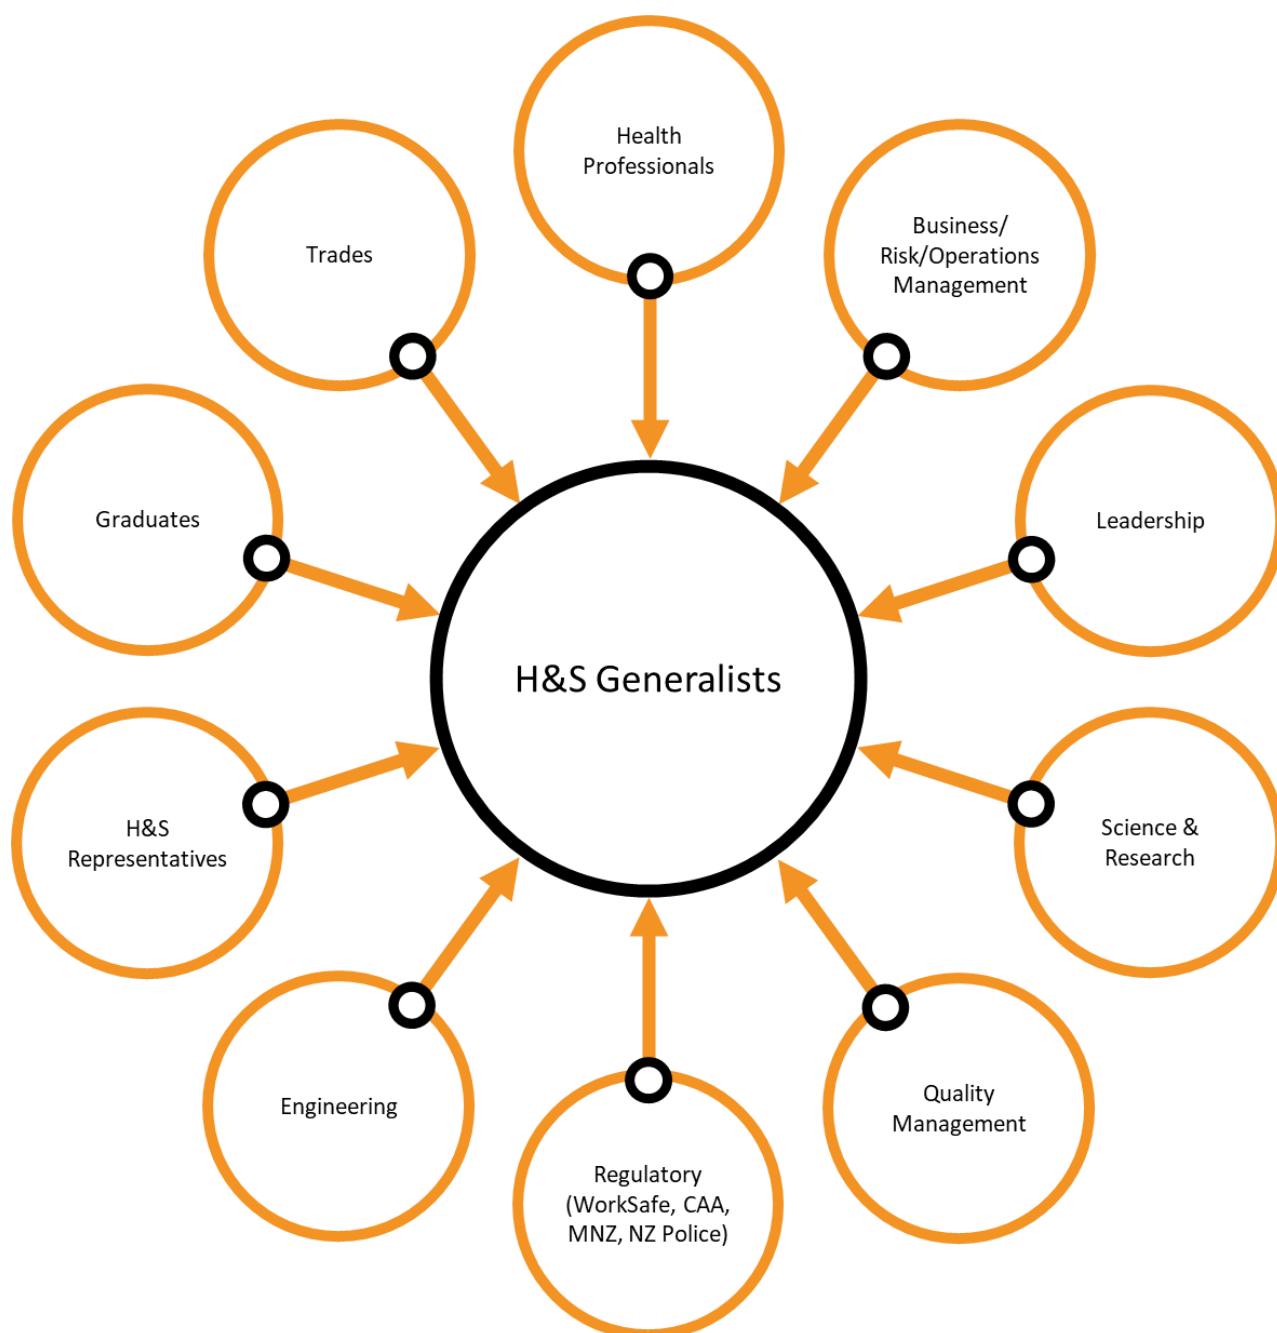 Health
Professionals
Business/
Risk/Operations
Management
Trades
Graduates
Leadership
H&S Generalists
H&S
Representatives
Science &
Research
Engineering
Quality
Management
Regulatory
(WorkSafe, CAA,
MNZ, NZ Police)